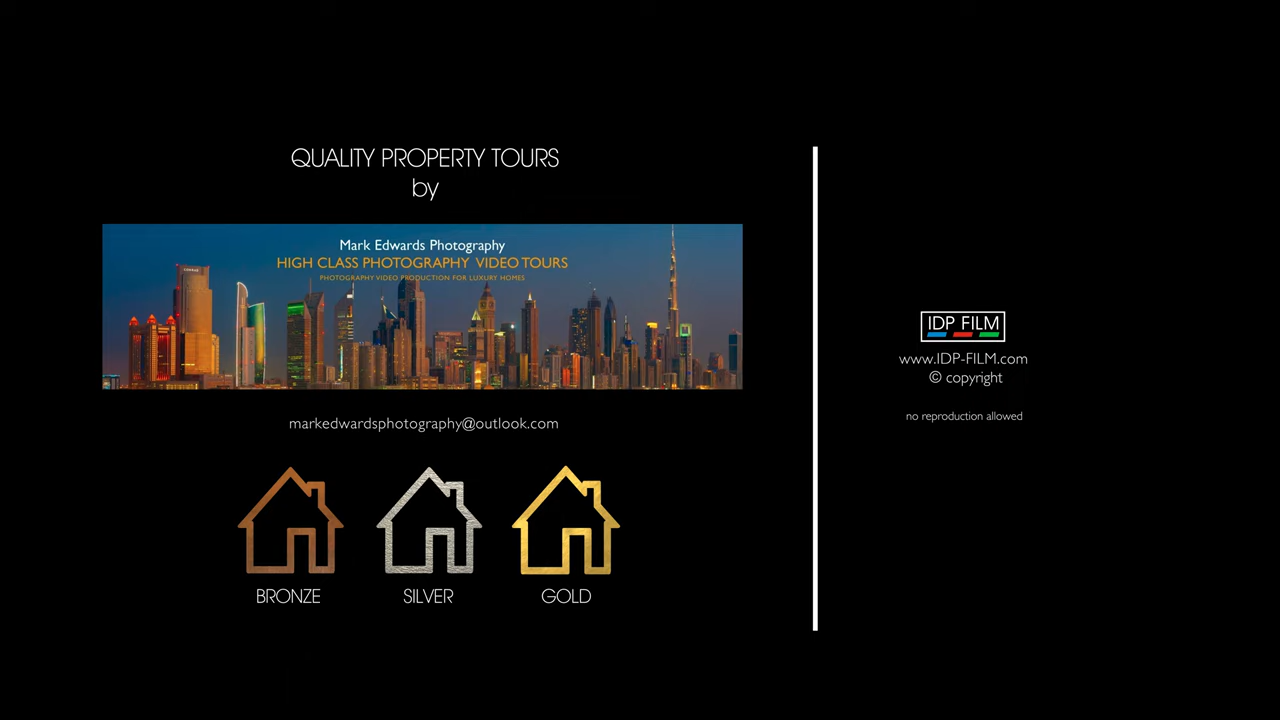 QUALITY PROPERTY TOURS
by
Mark Edwards Photography
HIGH CLASS PHOTOGRAPHY VIDEO TOURS
PHOTOGRAPHY.VIDEO PRODUCTION FOR LUXURY HOMES
markedwardsphotography@outlook.com
BRONZE SILVER GOLD
IDP FILM
www.IDP-FILM.com
© copyright
no reproduction allowed